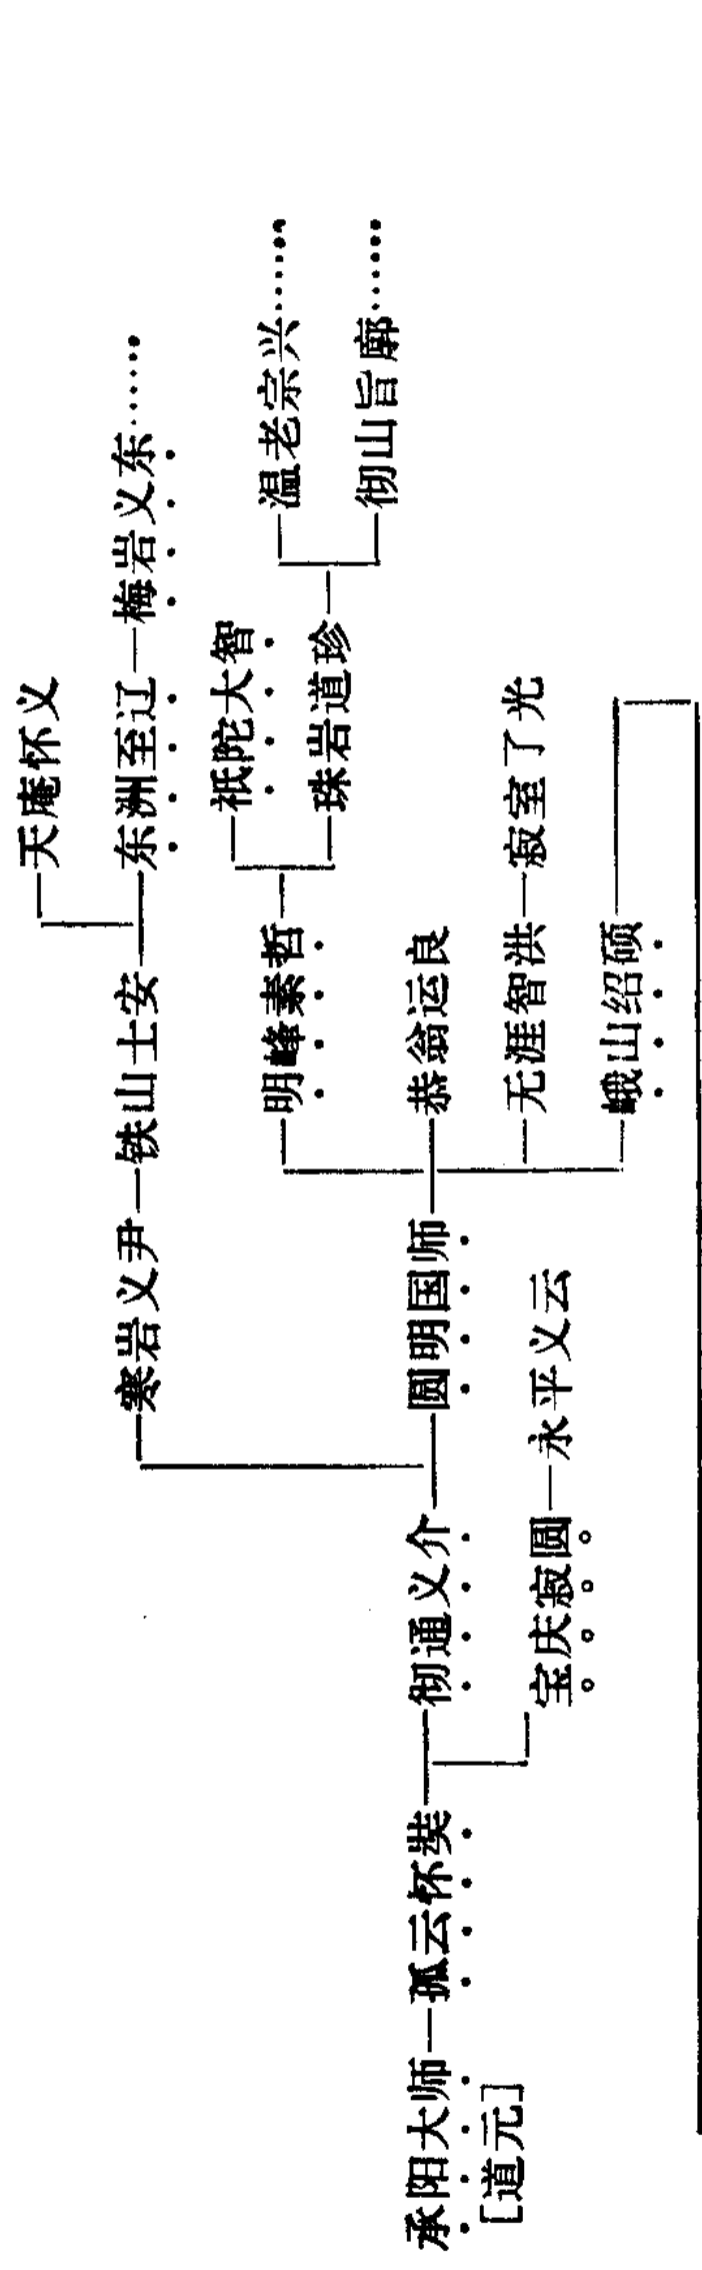 天庵怀义
寒岩义尹—铁山士安—东洲至辽—梅岩义东……
祇陀大智
温老宗兴……
明峰素哲
珠岩道珍
彻山旨廓……
承阳大师—孤云怀奘—彻通义介—圆明国师—恭翁运良
[道元]
宝庆寂圆—永平义云
无涯智洪—寂室了光
峨山绍硕